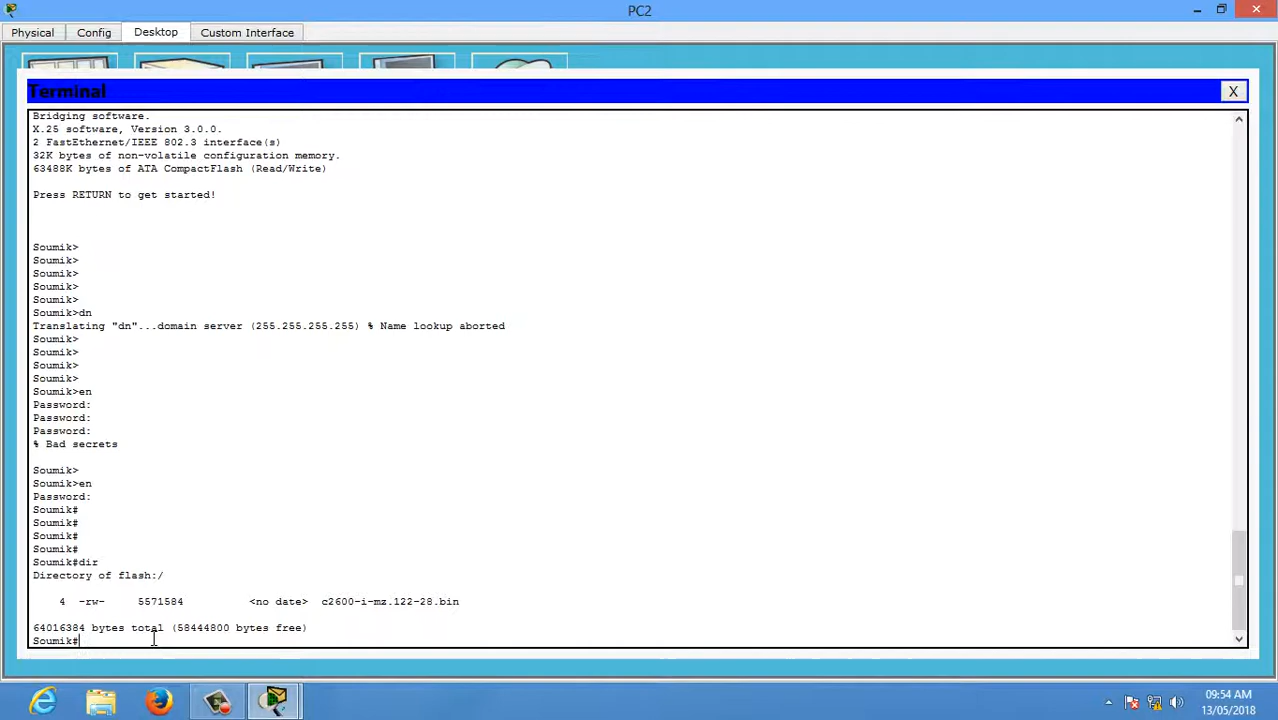 PC2
Physical Config Desktop Custom Interface
Terminal X
Bridging software.
X.25 software, Version 3.0.0.
2 FastEthernet/IEEE 802.3 interface(s)
32K bytes of non-volatile configuration memory.
63488K bytes of ATA CompactFlash (Read/Write)
Press RETURN to get started!
Soumik>
Soumik>
Soumik>
Soumik>
Soumik>
Soumik>dn
Translating "dn"...domain server (255.255.255.255) % Name lookup aborted
Soumik>
Soumik>
Soumik>
Soumik>
Soumik>en
Password:
Password:
Password:
% Bad secrets
Soumik>
Soumik>en
Password:
Soumik#
Soumik#
Soumik#
Soumik#
Soumik#dir
Directory of flash:/
4 -rw- 5571584 <no date> c2600-i-mz.122-28.bin
64016384 bytes total (58444800 bytes free)
Soumik#
09:54 AM
13/05/2018